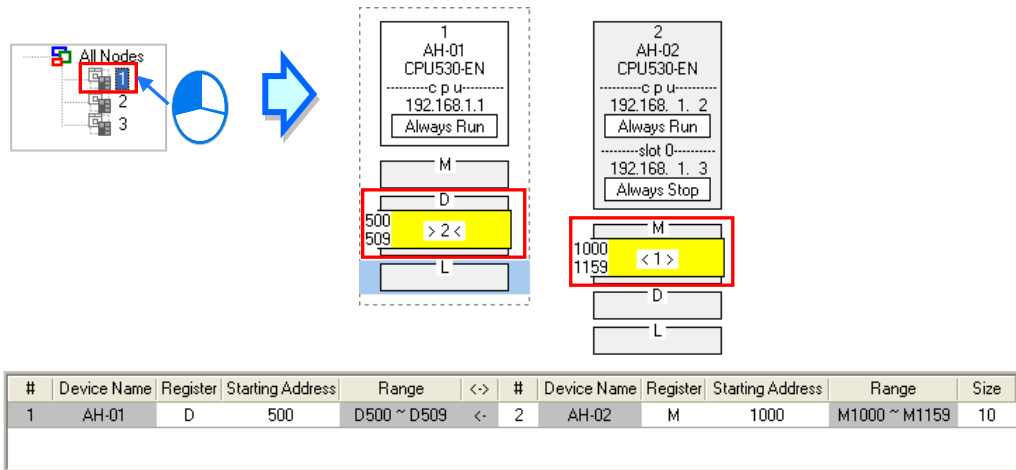 All Nodes
1
2
3
1
AH-01
CPU530-EN
---------c p u---------
192.168.1.1
Always Run
M
D
500
509
> 2 <
L
2
AH-02
CPU530-EN
---------c p u---------
192.168. 1. 2
Always Run
---------slot 0---------
192.168. 1. 3
Always Stop
M
1000
1159
< 1 >
D
L
# Device Name Register Starting Address Range <-> # Device Name Register Starting Address Range Size
1 AH-01 D 500 D500 ~ D509 <- 2 AH-02 M 1000 M1000 ~ M1159 10